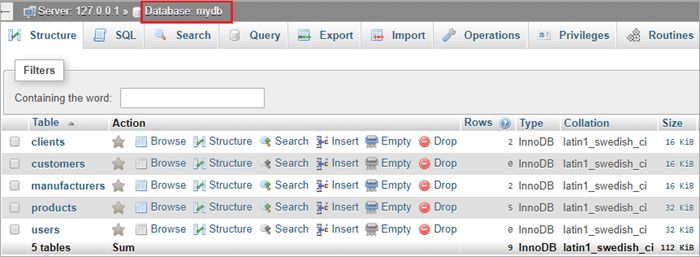 Server: 127.0.0.1 » Database: mydb
Structure SQL Search Query Export Import Operations Privileges Routines
Filters
Containing the word:
Table Action Rows Type Collation Size
clients Browse Structure Search Insert Empty Drop 2 InnoDB latin1_swedish_ci 16 KiB
customers Browse Structure Search Insert Empty Drop 0 InnoDB latin1_swedish_ci 16 KiB
manufacturers Browse Structure Search Insert Empty Drop 2 InnoDB latin1_swedish_ci 16 KiB
products Browse Structure Search Insert Empty Drop 5 InnoDB latin1_swedish_ci 32 KiB
users Browse Structure Search Insert Empty Drop 0 InnoDB latin1_swedish_ci 32 KiB
5 tables Sum 9 InnoDB latin1_swedish_ci 112 KiB